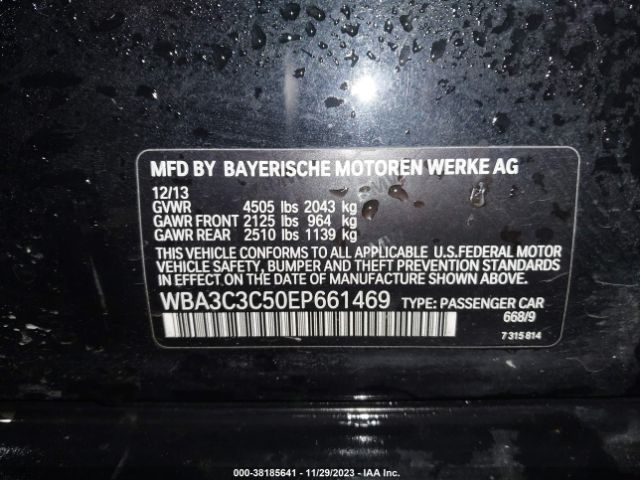 MFD BY BAYERISCHE MOTOREN WERKE AG
12/13
GVWR 4505 lbs 2043 kg
GAWR FRONT 2125 lbs 964 kg
GAWR REAR 2510 lbs 1139 kg
THIS VEHICLE CONFORMS TO ALL APPLICABLE U.S.FEDERAL MOTOR
VEHICLE SAFETY, BUMPER AND THEFT PREVENTION STANDARDS
IN EFFECT ON THE DATE OF MANUFACTURE SHOWN ABOVE.
WBA3C3C50EP661469 TYPE: PASSENGER CAR
668/9
7 315 814
000-38185641 - 11/29/2023 - IAA Inc.